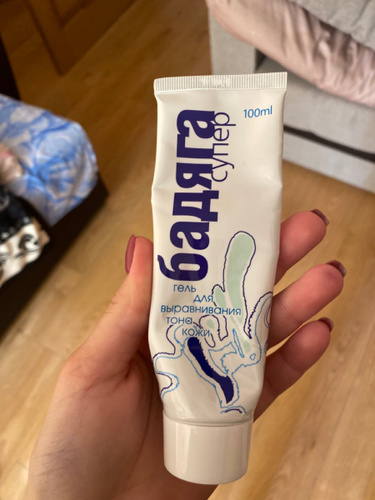 100ml
бадяга
супер
гель
для
выравнивания
тона
кожи